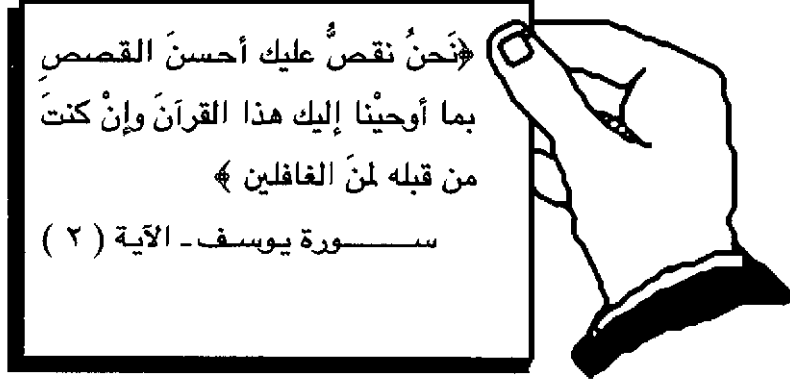 ﴿نَحنُ نقصُّ عليك أحسنَ القصصِ
بما أوحيْنا إليك هذا القرآنَ وإنْ كنتَ
من قبله لمنَ الغافلين ﴾
ســـورة يوسف - الآية ( ٢ )